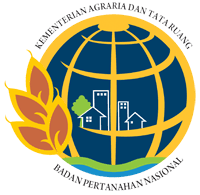 KEMENTERIAN AGRARIA DAN TATA RUANG
BADAN PERTANAHAN NASIONAL